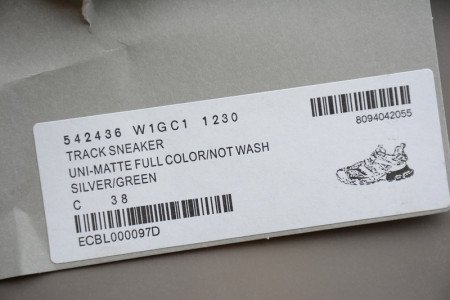 542436 W1GC1 1230
TRACK SNEAKER
UNI-MATTE FULL COLOR/NOT WASH
SILVER/GREEN
C 38
ECBL000097D
8094042055